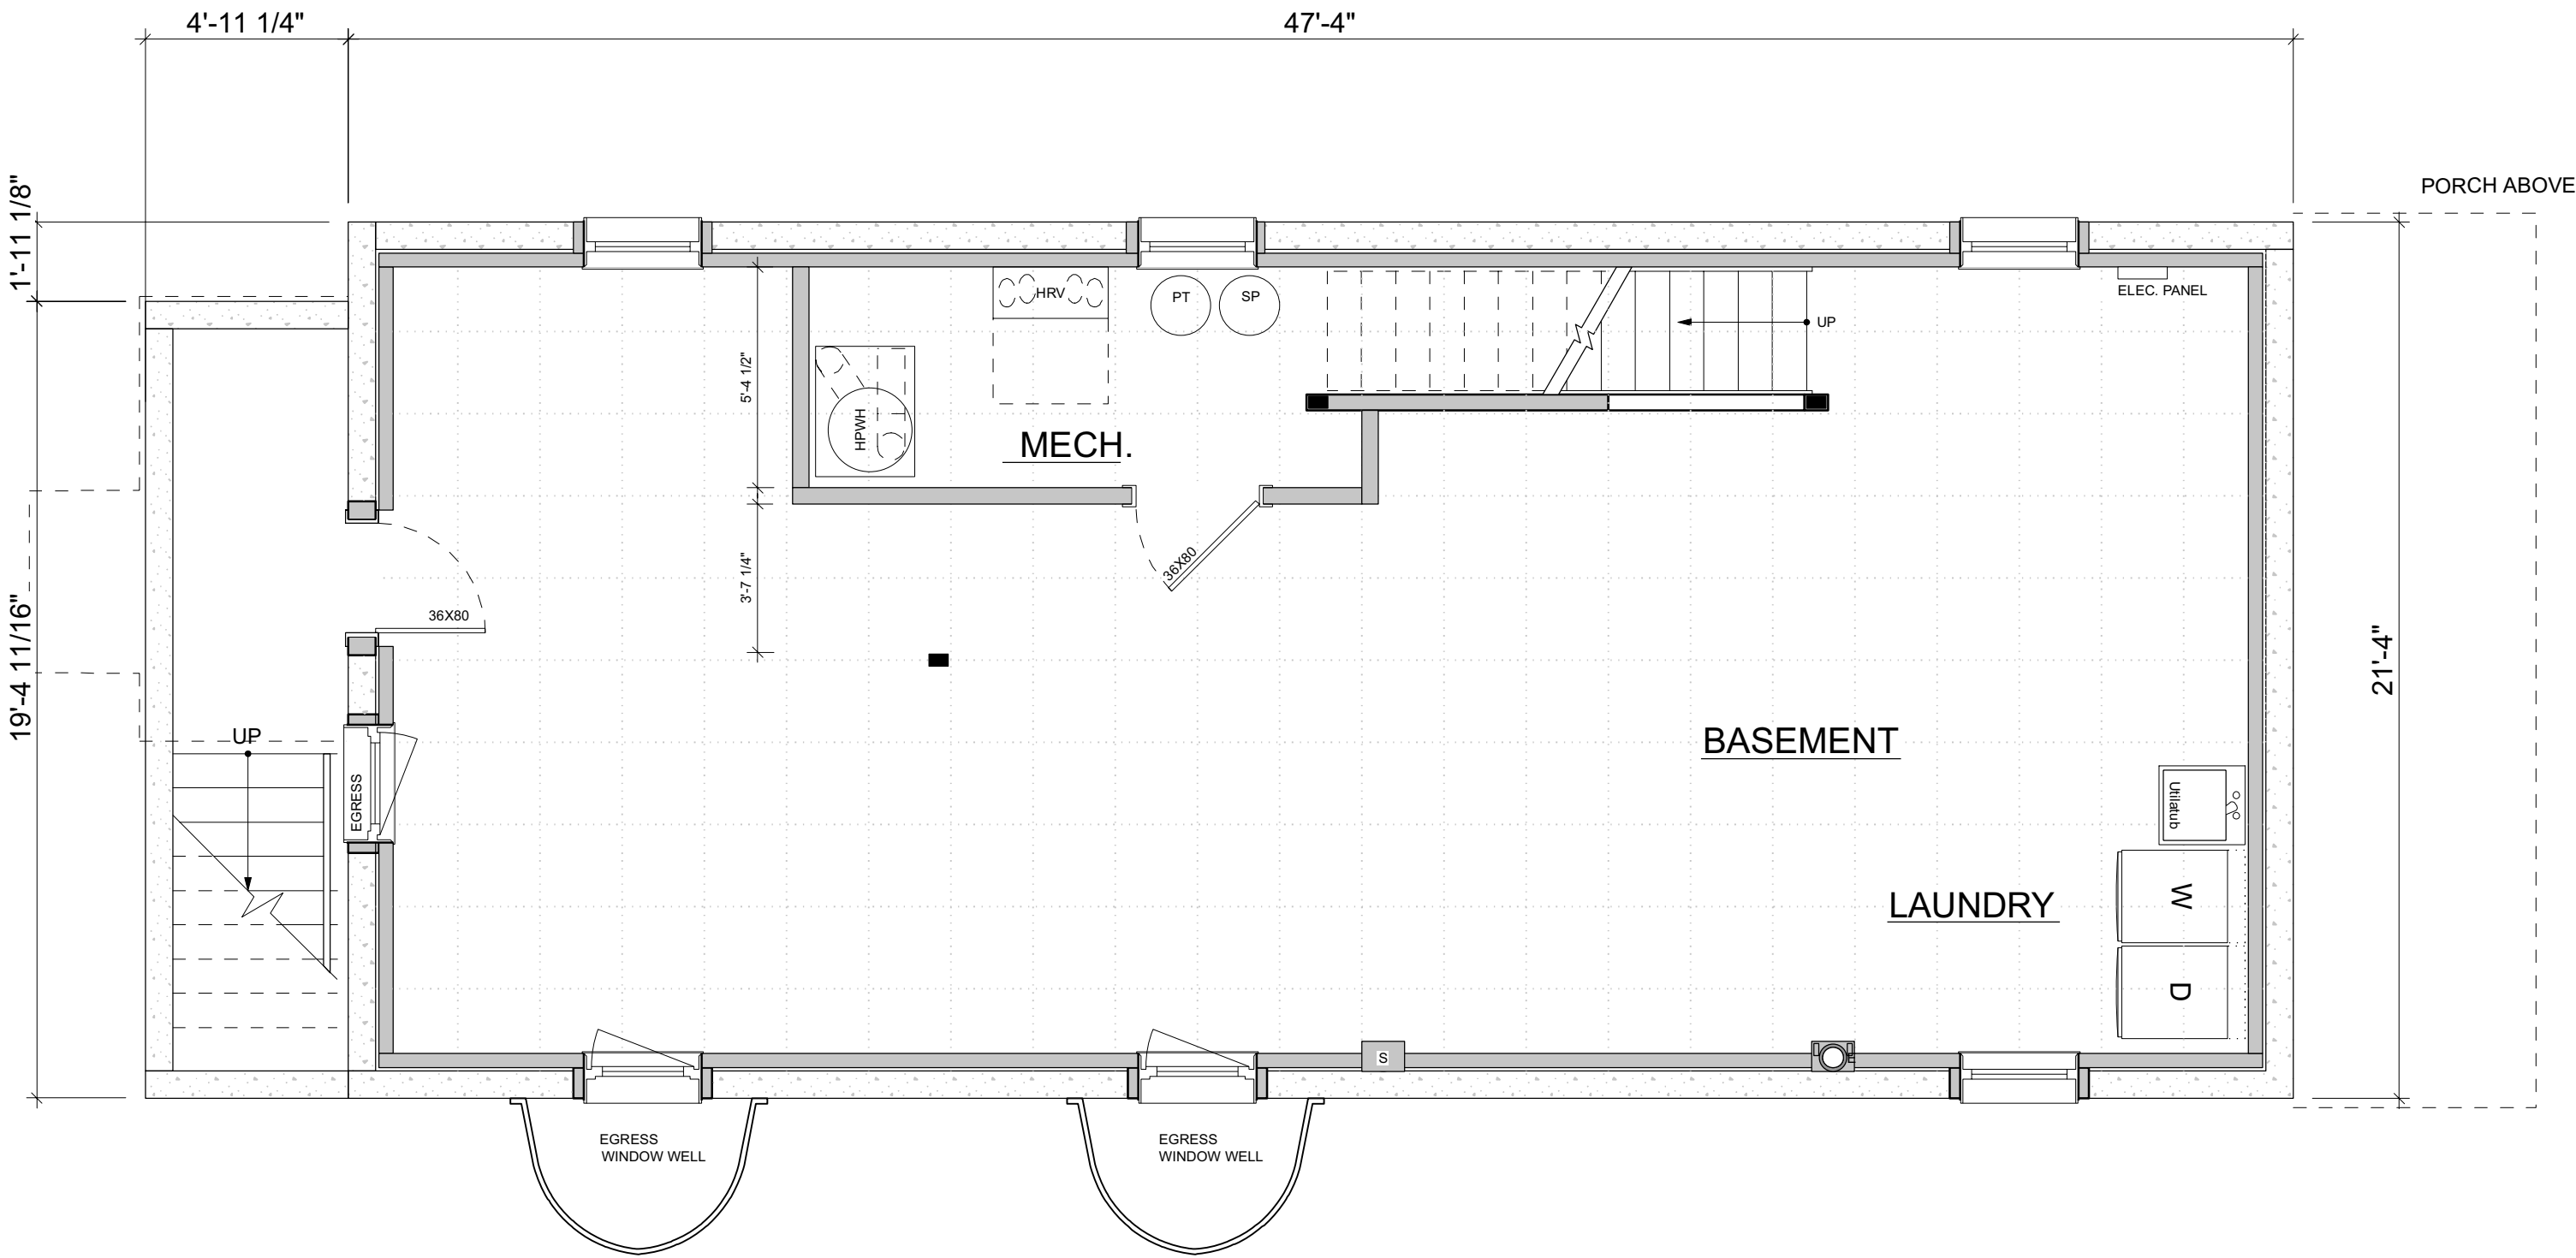 4'-11 1/4"
47'-4"
PORCH ABOVE
1'-11 1/8"
HRV
PT
SP
ELEC. PANEL
UP
5'-4 1/2"
HPWH
MECH.
36X80
3'-7 1/4"
36X80
19'-4 11/16"
21'-4"
UP
BASEMENT
EGRESS
Utilatub
W
LAUNDRY
D
S
EGRESS
WINDOW WELL
EGRESS
WINDOW WELL